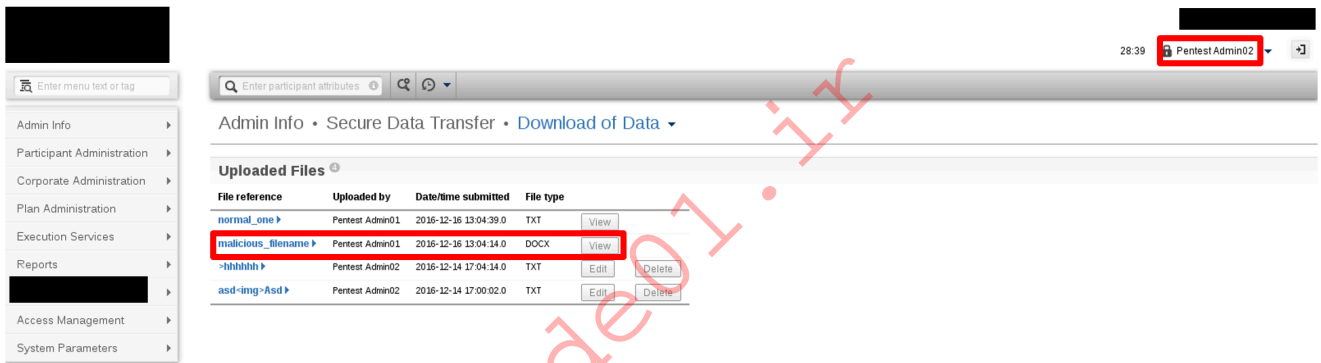 28:39 Pentest Admin02
Enter menu text or tag
Enter participant attributes
Admin Info
Participant Administration
Corporate Administration
Plan Administration
Execution Services
Reports
Access Management
System Parameters
Admin Info • Secure Data Transfer • Download of Data
Uploaded Files 4
File reference Uploaded by Date/time submitted File type
normal_one Pentest Admin01 2016-12-16 13:04:39.0 TXT View
malicious_filename Pentest Admin01 2016-12-16 13:04:14.0 DOCX View
>hhhhhh Pentest Admin02 2016-12-14 17:04:14.0 TXT Edit Delete
asd<img>Asd Pentest Admin02 2016-12-14 17:00:02.0 TXT Edit Delete
de01.ir